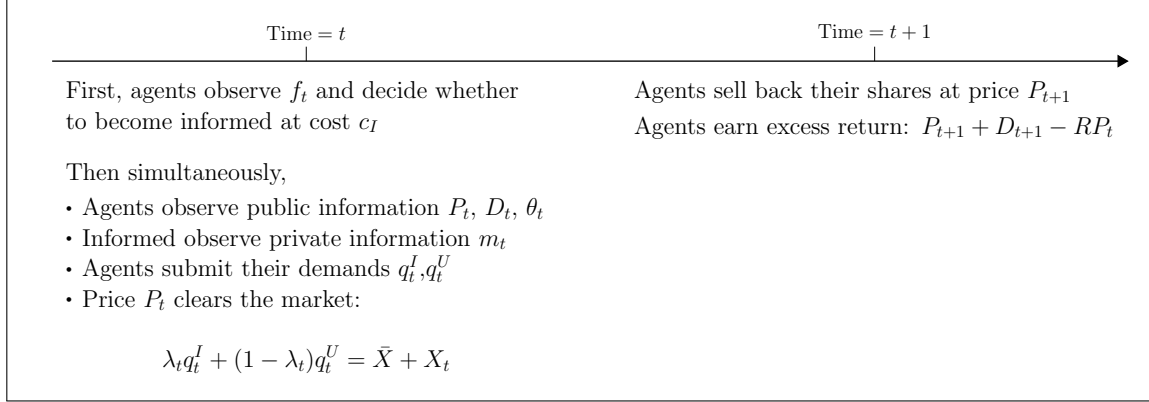 Time = t
Time = t + 1
First, agents observe f_t and decide whether
to become informed at cost c_I
Then simultaneously,
• Agents observe public information P_t, D_t, θ_t
• Informed observe private information m_t
• Agents submit their demands q_t^I,q_t^U
• Price P_t clears the market:
λ_t q_t^I + (1 − λ_t)q_t^U = X̄ + X_t
Agents sell back their shares at price P_{t+1}
Agents earn excess return: P_{t+1} + D_{t+1} − RP_t